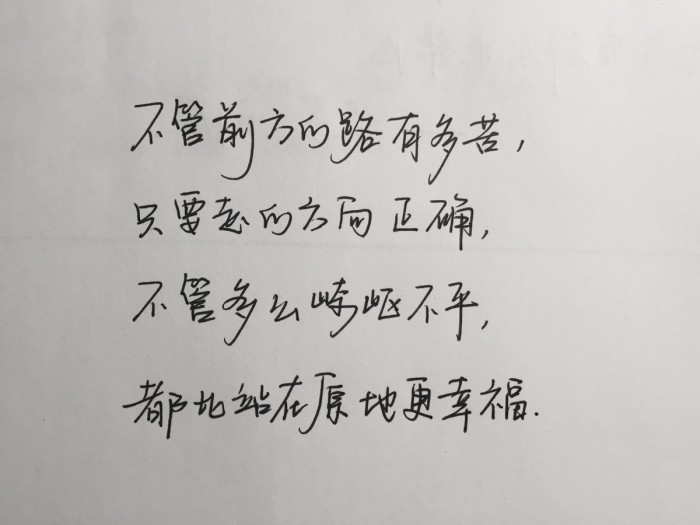 不管前方的路有多苦，
只要走的方向正确，
不管多么崎岖不平，
都比站在原地更幸福.